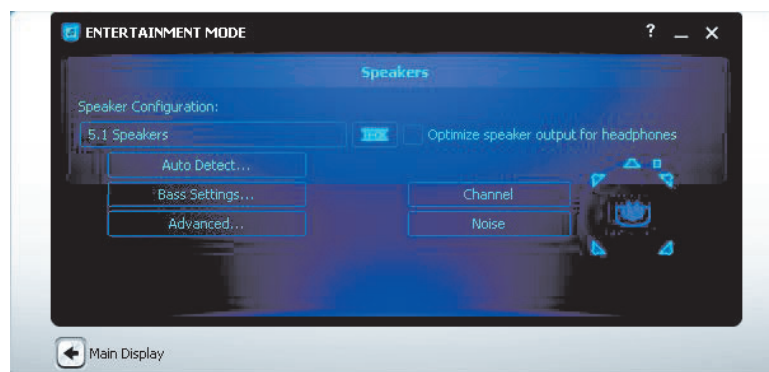 ENTERTAINMENT MODE ? _ X
Speakers
Speaker Configuration:
5.1 Speakers THX Optimize speaker output for headphones
Auto Detect...
Bass Settings... Channel
Advanced... Noise
Main Display